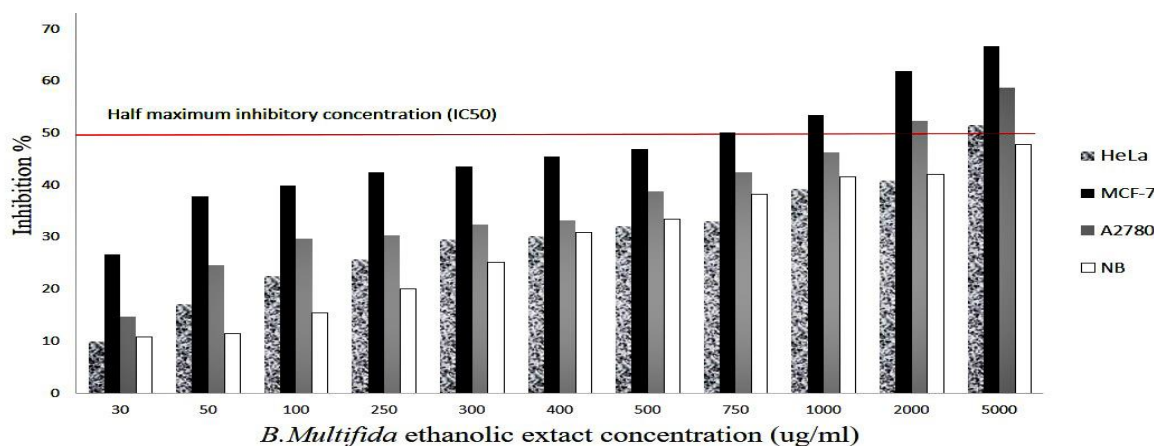 70
60
Half maximum inhibitory concentration (IC50)
50
40
30
20
10
0
Inhibition %
HeLa
MCF-7
A2780
NB
30 50 100 250 300 400 500 750 1000 2000 5000
B.Multifida ethanolic extact concentration (ug/ml)